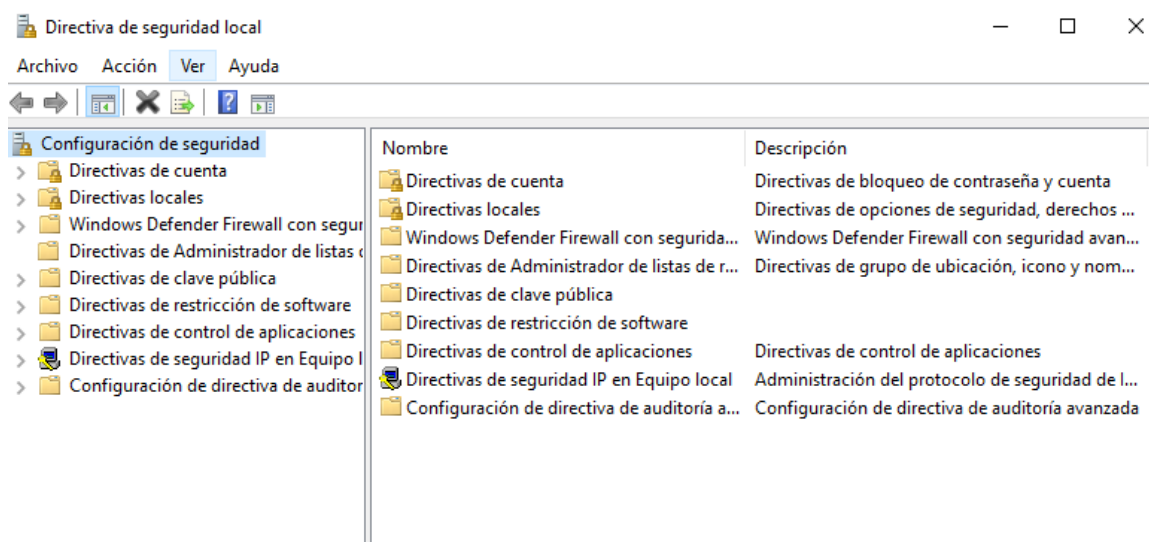 Directiva de seguridad local
Archivo Acción Ver Ayuda
Configuración de seguridad
Directivas de cuenta
Directivas locales
Windows Defender Firewall con segur
Directivas de Administrador de listas
Directivas de clave pública
Directivas de restricción de software
Directivas de control de aplicaciones
Directivas de seguridad IP en Equipo l
Configuración de directiva de auditor
Nombre Descripción
Directivas de cuenta Directivas de bloqueo de contraseña y cuenta
Directivas locales Directivas de opciones de seguridad, derechos ...
Windows Defender Firewall con segurida... Windows Defender Firewall con seguridad avan...
Directivas de Administrador de listas de r... Directivas de grupo de ubicación, icono y nom...
Directivas de clave pública
Directivas de restricción de software
Directivas de control de aplicaciones Directivas de control de aplicaciones
Directivas de seguridad IP en Equipo local Administración del protocolo de seguridad de I...
Configuración de directiva de auditoría a... Configuración de directiva de auditoría avanzada